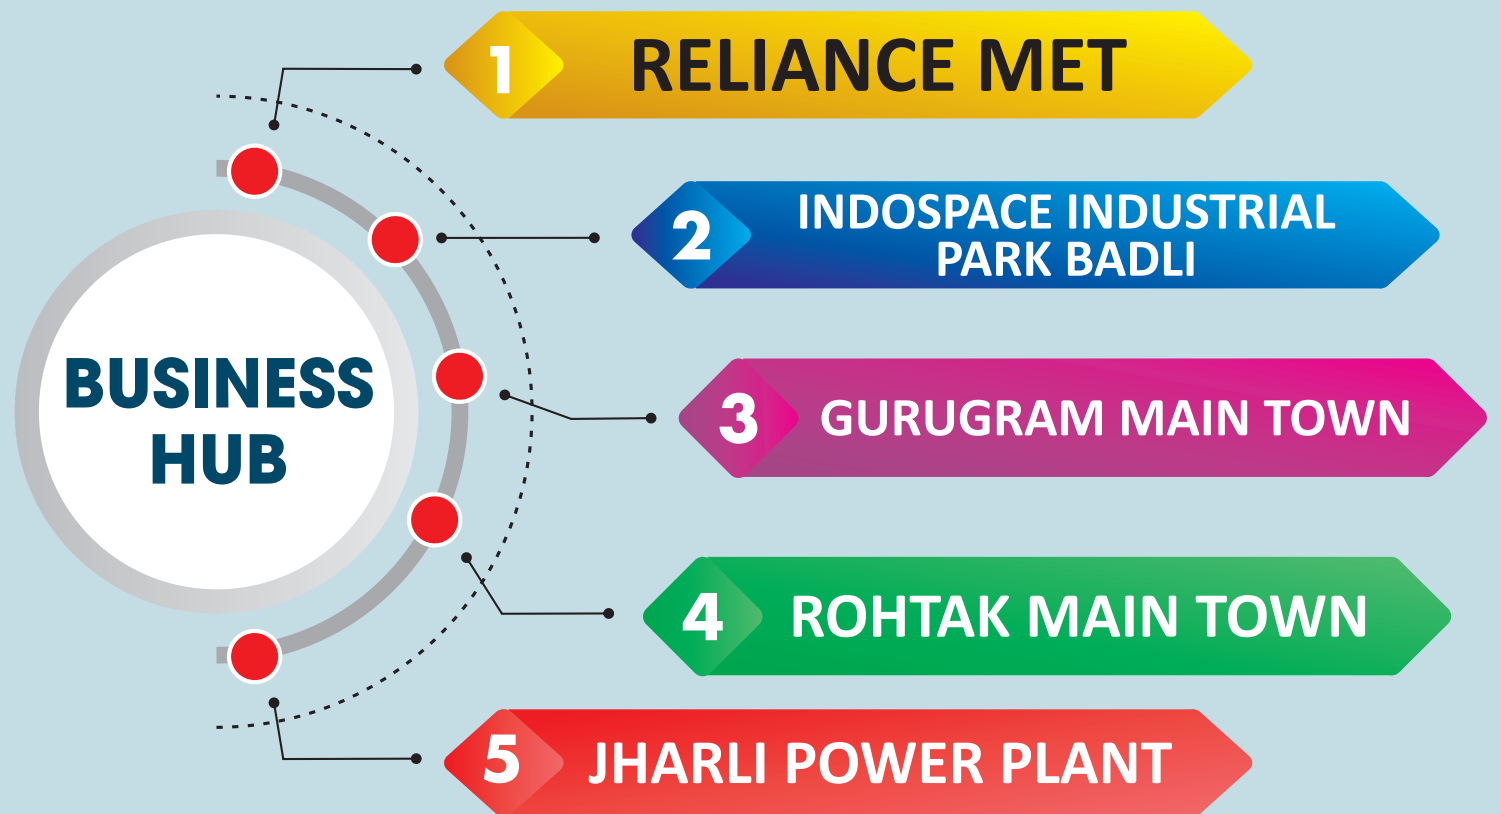 BUSINESS
HUB
1
RELIANCE MET
2
INDOSPACE INDUSTRIAL
PARK BADLI
3
GURUGRAM MAIN TOWN
4
ROHTAK MAIN TOWN
5
JHARLI POWER PLANT